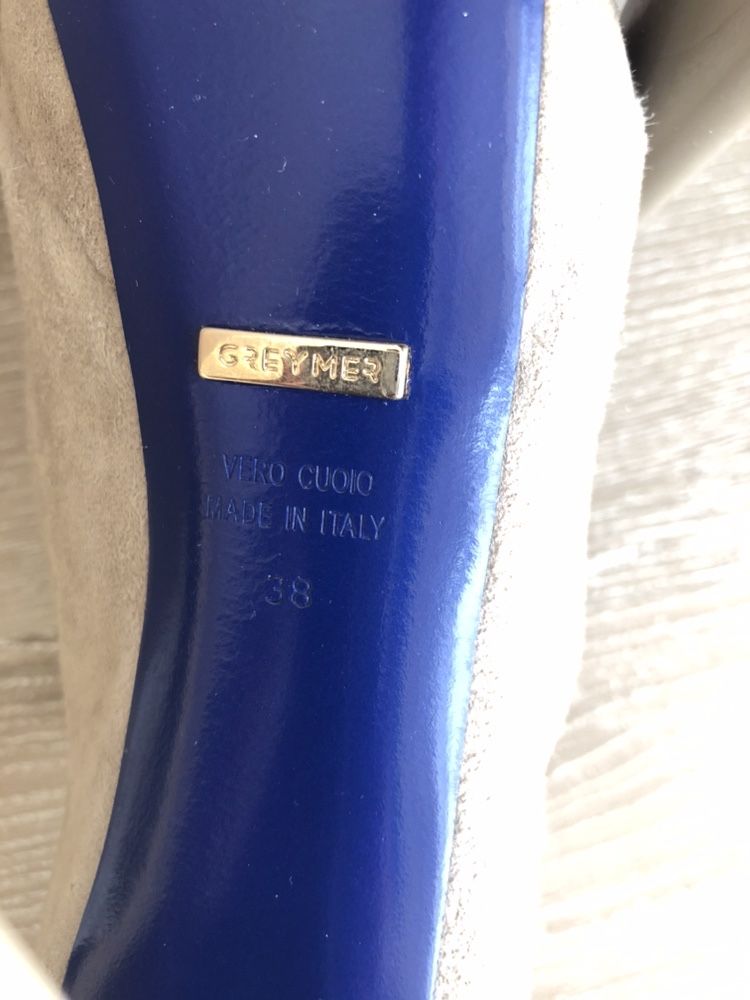 GREYMER
VERO CUOIO
MADE IN ITALY
38